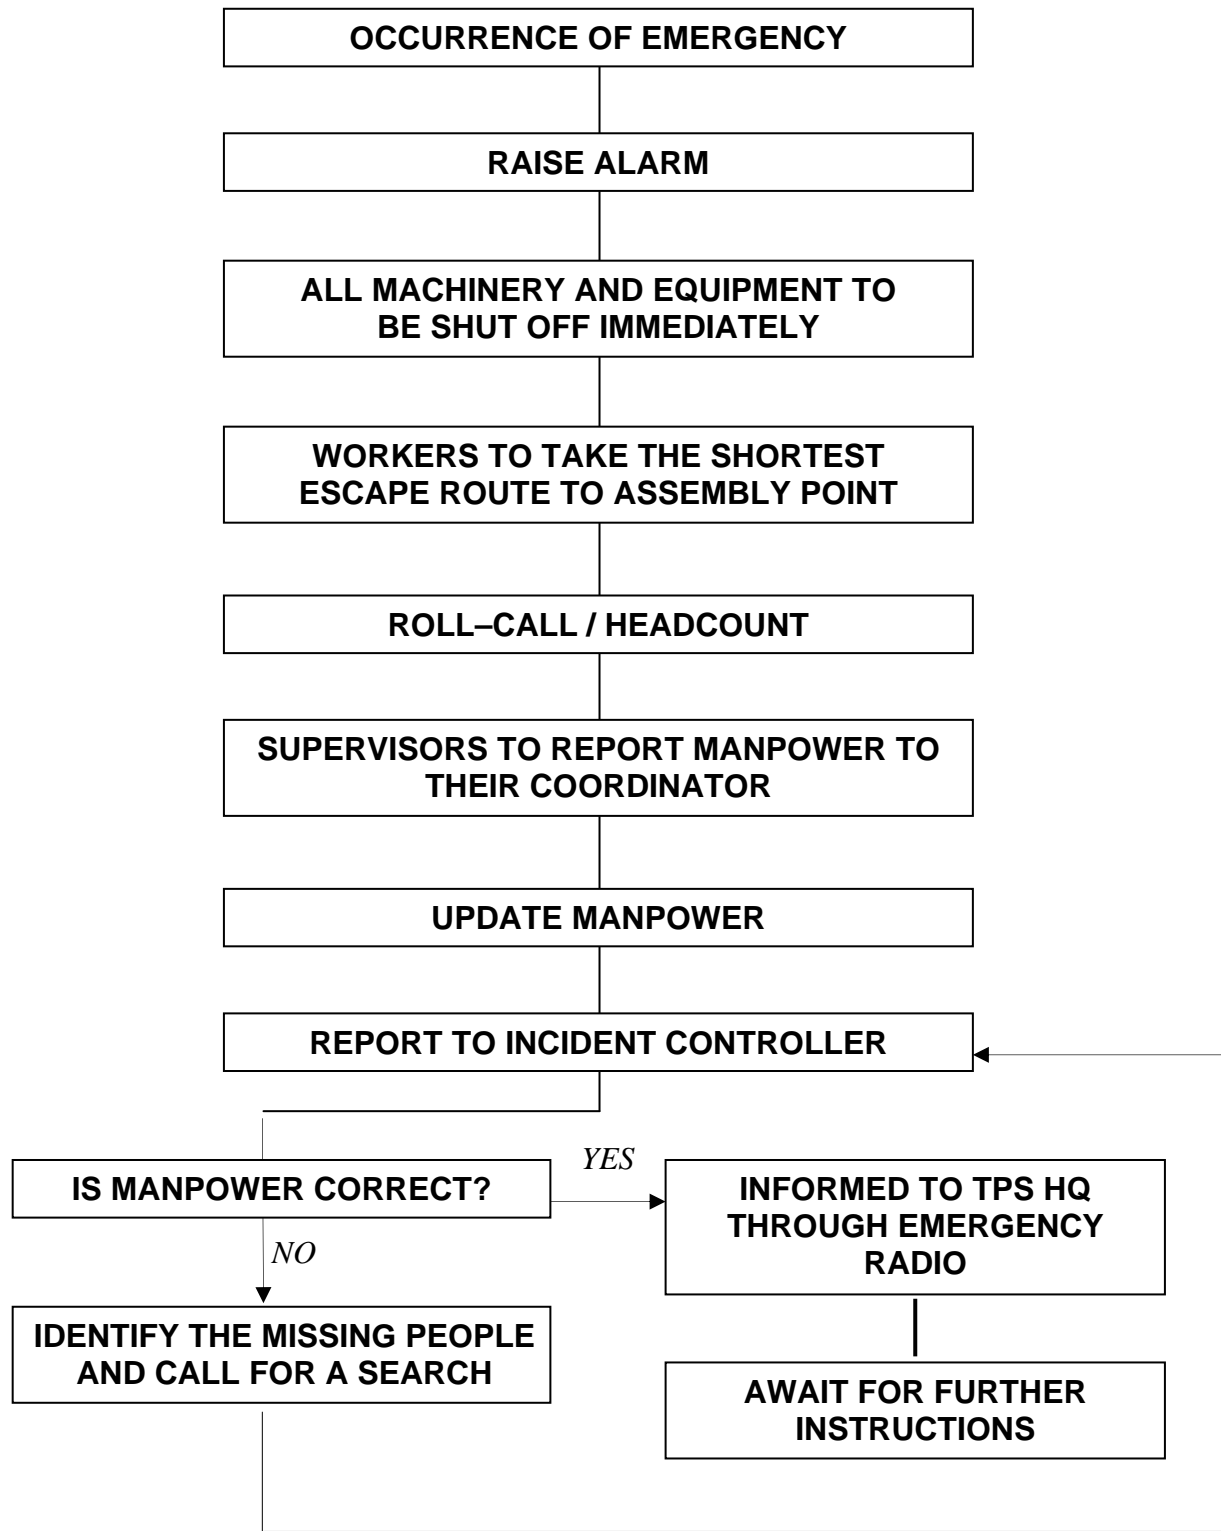 OCCURRENCE OF EMERGENCY
RAISE ALARM
ALL MACHINERY AND EQUIPMENT TO
BE SHUT OFF IMMEDIATELY
WORKERS TO TAKE THE SHORTEST
ESCAPE ROUTE TO ASSEMBLY POINT
ROLL–CALL / HEADCOUNT
SUPERVISORS TO REPORT MANPOWER TO
THEIR COORDINATOR
UPDATE MANPOWER
REPORT TO INCIDENT CONTROLLER
IS MANPOWER CORRECT?
YES
INFORMED TO TPS HQ
THROUGH EMERGENCY
RADIO
NO
IDENTIFY THE MISSING PEOPLE
AND CALL FOR A SEARCH
AWAIT FOR FURTHER
INSTRUCTIONS